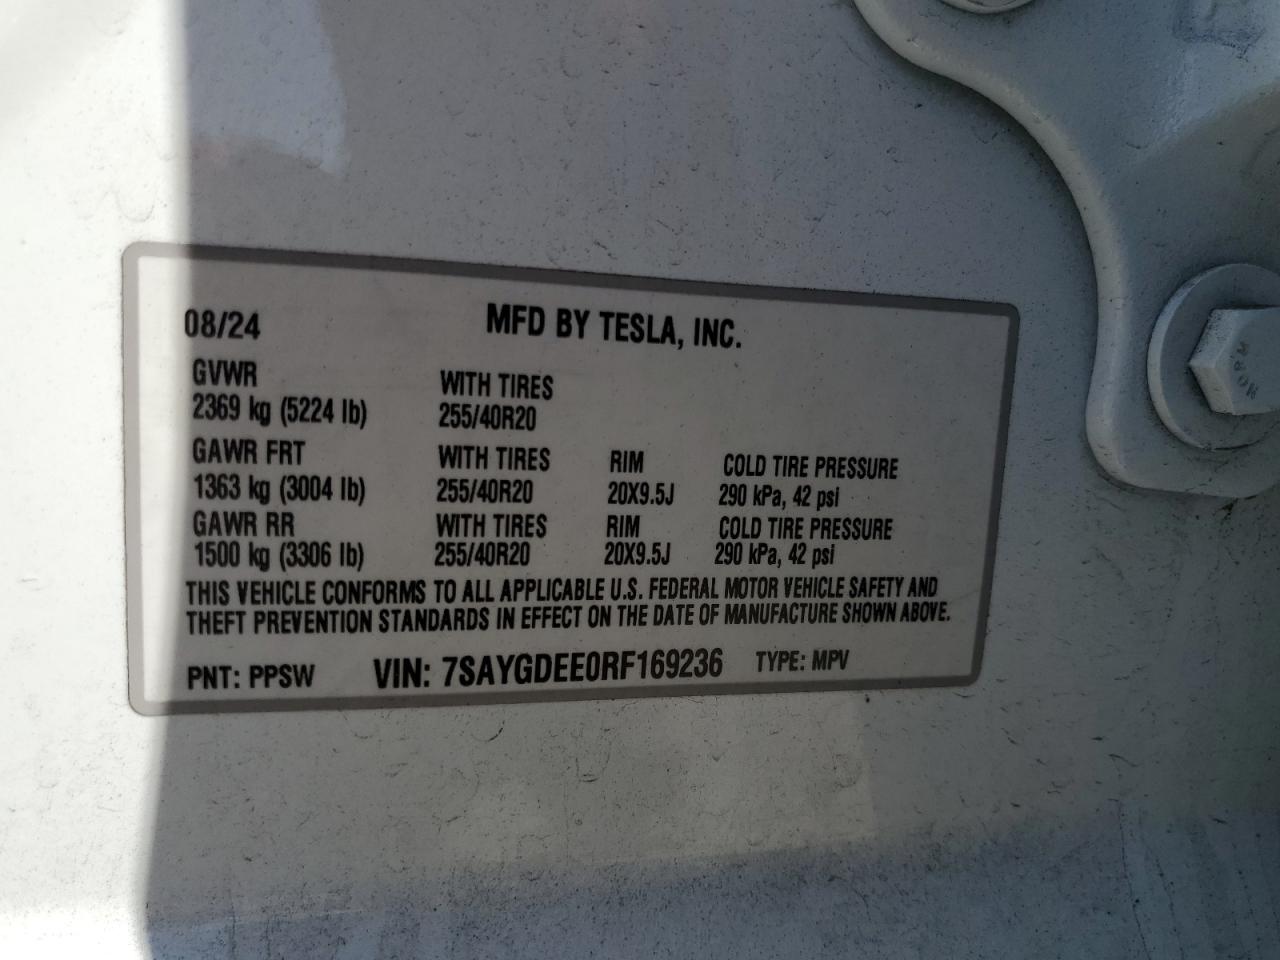 08/24 MFD BY TESLA, INC.
GVWR WITH TIRES
2369 kg (5224 lb) 255/40R20
GAWR FRT WITH TIRES RIM COLD TIRE PRESSURE
1363 kg (3004 lb) 255/40R20 20X9.5J 290 kPa, 42 psi
GAWR RR WITH TIRES RIM COLD TIRE PRESSURE
1500 kg (3306 lb) 255/40R20 20X9.5J 290 kPa, 42 psi
THIS VEHICLE CONFORMS TO ALL APPLICABLE U.S. FEDERAL MOTOR VEHICLE SAFETY AND
THEFT PREVENTION STANDARDS IN EFFECT ON THE DATE OF MANUFACTURE SHOWN ABOVE.
PNT: PPSW VIN: 7SAYGDEE0RF169236 TYPE: MPV